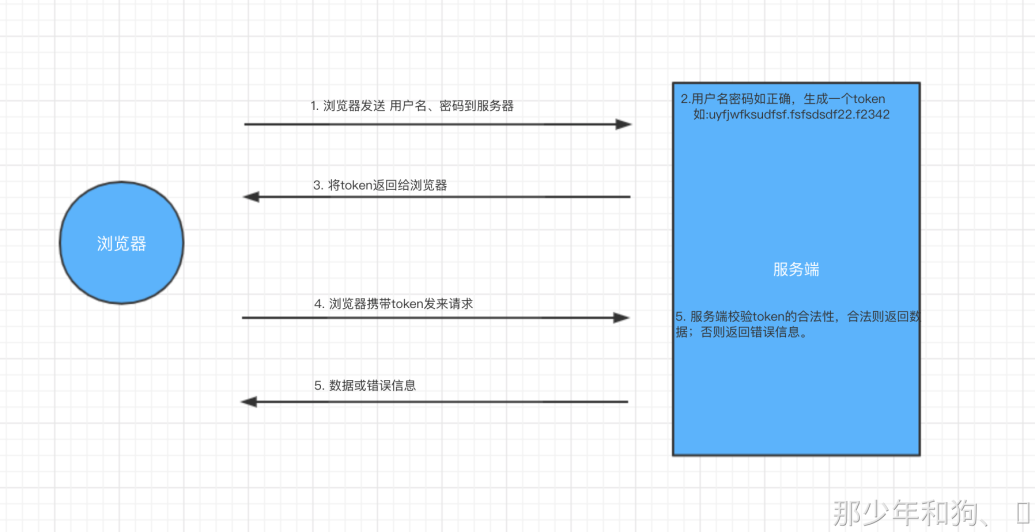 1. 浏览器发送 用户名、密码到服务器
2.用户名密码如正确，生成一个token
如:uyfjwfksudfsf.fsfsdsdf22.f2342
3. 将token返回给浏览器
浏览器
服务端
4. 浏览器携带token发来请求
5. 服务端校验token的合法性，合法则返回数
据；否则返回错误信息。
5. 数据或错误信息
那少年和狗、